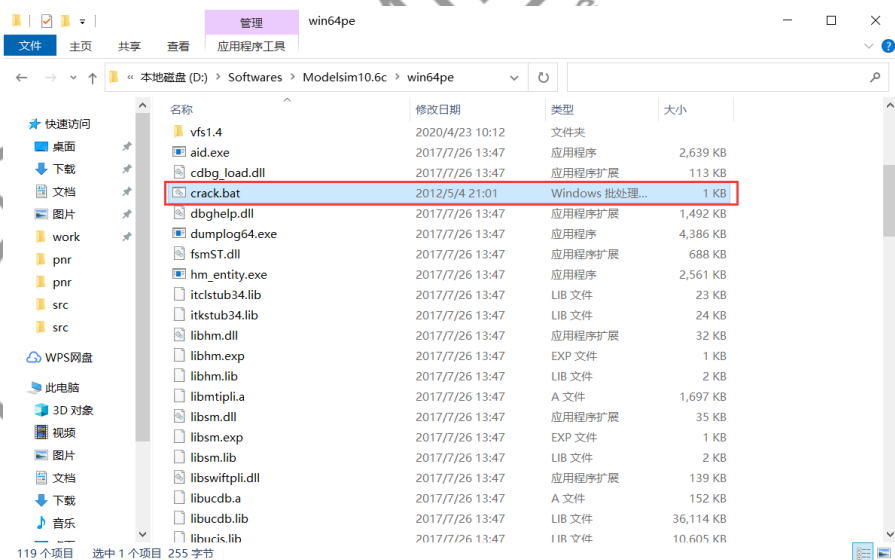 管理 win64pe
文件 主页 共享 查看 应用程序工具
« 本地磁盘 (D:) › Softwares › Modelsim10.6c › win64pe
名称 修改日期 类型 大小
快速访问
桌面
下载
文档
图片
work
pnr
pnr
src
src
WPS网盘
此电脑
3D 对象
视频
图片
文档
下载
音乐
vfs1.4 2020/4/23 10:12 文件夹
aid.exe 2017/7/26 13:47 应用程序 2,639 KB
cdbg_load.dll 2017/7/26 13:47 应用程序扩展 113 KB
crack.bat 2012/5/4 21:01 Windows 批处理... 1 KB
dbghelp.dll 2017/7/26 13:47 应用程序扩展 1,492 KB
dumplog64.exe 2017/7/26 13:47 应用程序 4,386 KB
fsmST.dll 2017/7/26 13:47 应用程序扩展 688 KB
hm_entity.exe 2017/7/26 13:47 应用程序 2,561 KB
itclstub34.lib 2017/7/26 13:47 LIB 文件 23 KB
itkstub34.lib 2017/7/26 13:47 LIB 文件 24 KB
libhm.dll 2017/7/26 13:47 应用程序扩展 32 KB
libhm.exp 2017/7/26 13:47 EXP 文件 1 KB
libhm.lib 2017/7/26 13:47 LIB 文件 2 KB
libmtipli.a 2017/7/26 13:47 A 文件 1,697 KB
libsm.dll 2017/7/26 13:47 应用程序扩展 35 KB
libsm.exp 2017/7/26 13:47 EXP 文件 1 KB
libsm.lib 2017/7/26 13:47 LIB 文件 2 KB
libswiftpli.dll 2017/7/26 13:47 应用程序扩展 139 KB
libucdb.a 2017/7/26 13:47 A 文件 152 KB
libucdb.lib 2017/7/26 13:47 LIB 文件 36,114 KB
libucis.lib 2017/7/26 13:47 LIB 文件 10,605 KB
119 个项目 选中 1 个项目 255 字节